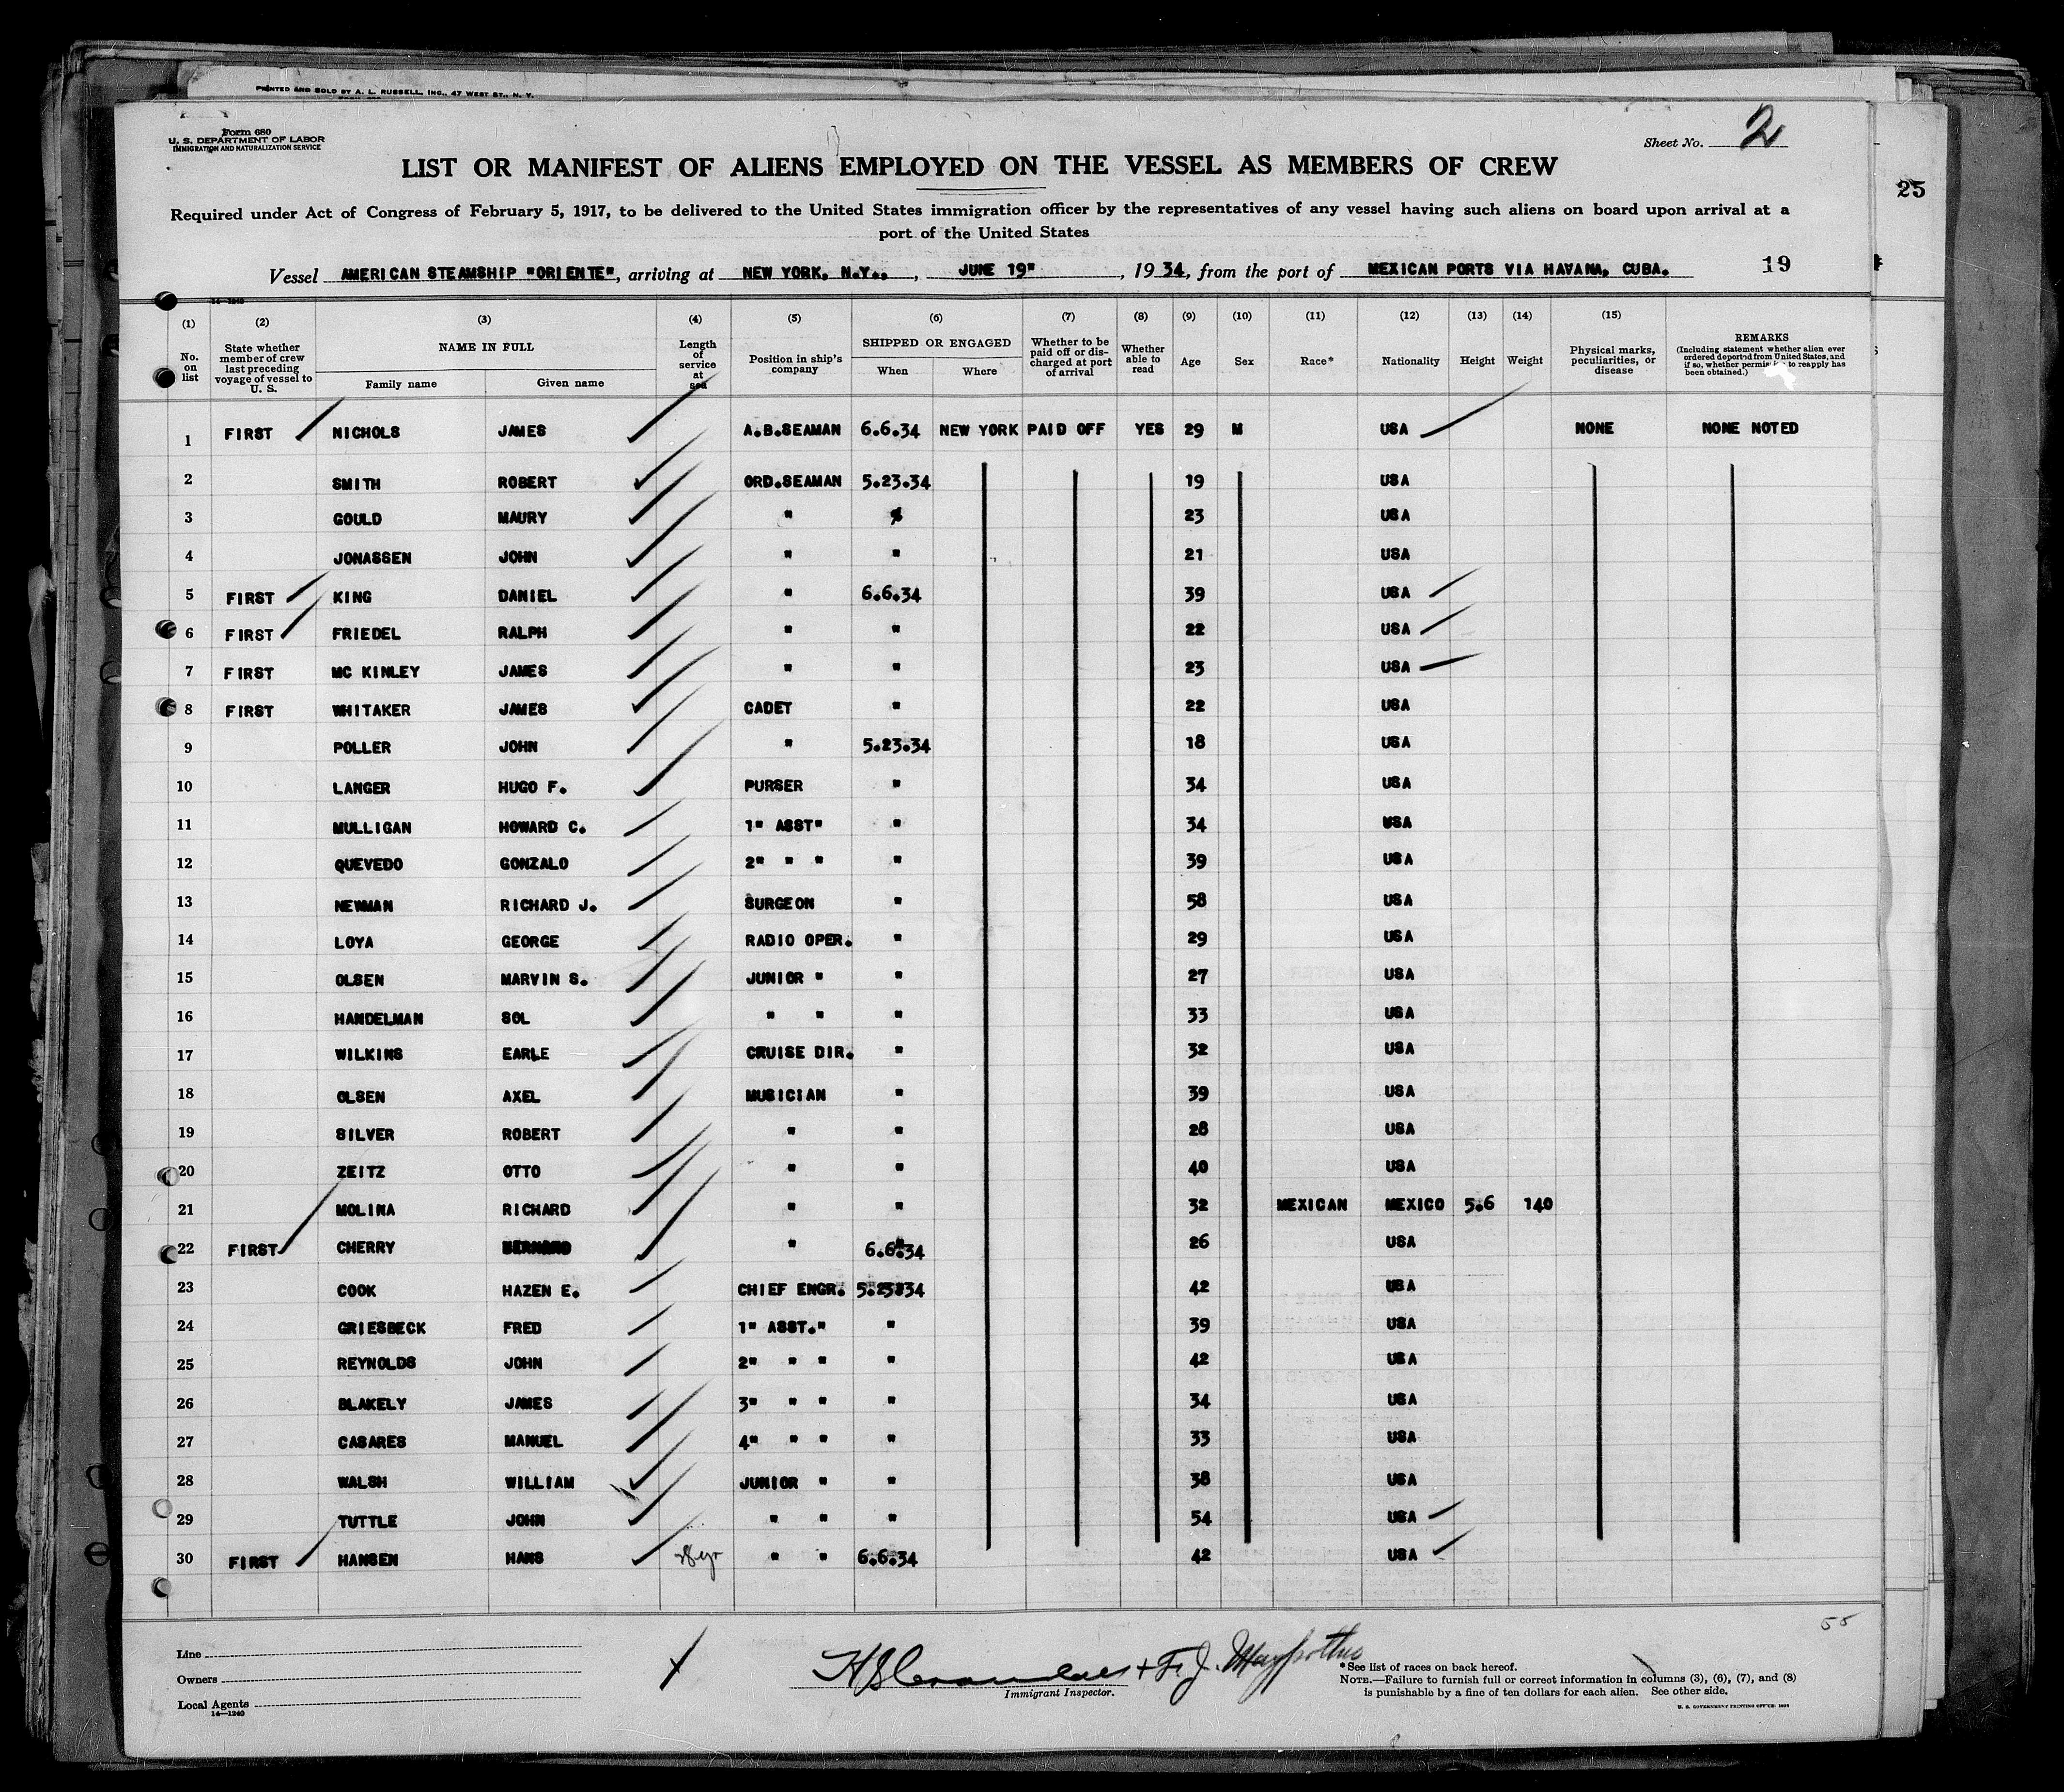 PRINTED AND SOLD BY A. L. RUSSELL, INC., 47 WEST ST., N. Y.
Form 680
U. S. DEPARTMENT OF LABOR
IMMIGRATION AND NATURALIZATION SERVICE
Sheet No. 2
LIST OR MANIFEST OF ALIENS EMPLOYED ON THE VESSEL AS MEMBERS OF CREW
25
Required under Act of Congress of February 5, 1917, to be delivered to the United States immigration officer by the representatives of any vessel having such aliens on board upon arrival at a
port of the United States
Vessel AMERICAN STEAMSHIP "ORIENTE", arriving at NEW YORK. N.Y., , JUNE 19" , 1934, from the port of MEXICAN PORTS VIA HAVANA, CUBA. 19
14—1240
(1) (2) (3) (4) (5) (6) (7) (8) (9) (10) (11) (12) (13) (14) (15)
No. on list State whether member of crew last preceding voyage of vessel to U. S. NAME IN FULL Family name Given name Length of service at sea Position in ship's company SHIPPED OR ENGAGED When Where Whether to be paid off or discharged at port of arrival Whether able to read Age Sex Race* Nationality Height Weight Physical marks, peculiarities, or disease REMARKS (Including statement whether alien ever ordered deported from United States, and if so, whether permission to reapply has been obtained.)
1 FIRST NICHOLS JAMES A.B.SEAMAN 6.6.34 NEW YORK PAID OFF YES 29 M USA NONE NONE NOTED
2 SMITH ROBERT ORD.SEAMAN 5.23.34 19 USA
3 GOULD MAURY " " 23 USA
4 JONASSEN JOHN " " 21 USA
5 FIRST KING DANIEL " 6.6.34 39 USA
6 FIRST FRIEDEL RALPH " " 22 USA
7 FIRST MC KINLEY JAMES " " 23 USA
8 FIRST WHITAKER JAMES CADET " 22 USA
9 POLLER JOHN " 5.23.34 18 USA
10 LANGER HUGO F. PURSER " 34 USA
11 MULLIGAN HOWARD C. 1" ASST" " 34 USA
12 QUEVEDO GONZALO 2" " " " 39 USA
13 NEWMAN RICHARD J. SURGEON " 58 USA
14 LOYA GEORGE RADIO OPER. " 29 USA
15 OLSEN MARVIN S. JUNIOR " " 27 USA
16 HANDELMAN SOL " " " 33 USA
17 WILKINS EARLE CRUISE DIR. " 32 USA
18 OLSEN AXEL MUSICIAN " 39 USA
19 SILVER ROBERT " " 28 USA
20 ZEITZ OTTO " " 40 USA
21 MOLINA RICHARD " " 32 MEXICAN MEXICO 5.6 140
22 FIRST CHERRY BERNARD " 6.6.34 26 USA
23 COOK HAZEN E. CHIEF ENGR. 5.23.34 42 USA
24 GRIESBECK FRED 1" ASST." " 39 USA
25 REYNOLDS JOHN 2" " " " 42 USA
26 BLAKELY JAMES 3" " " " 34 USA
27 CASARES MANUEL 4" " " " 33 USA
28 WALSH WILLIAM JUNIOR " " 38 USA
29 TUTTLE JOHN " " " 54 USA
30 FIRST HANSEN HANS 28 yr " " 6.6.34 42 USA
55
Line
Owners
Local Agents
14—1240
Immigrant Inspector.
*See list of races on back hereof.
NOTE.—Failure to furnish full or correct information in columns (3), (6), (7), and (8)
is punishable by a fine of ten dollars for each alien. See other side.